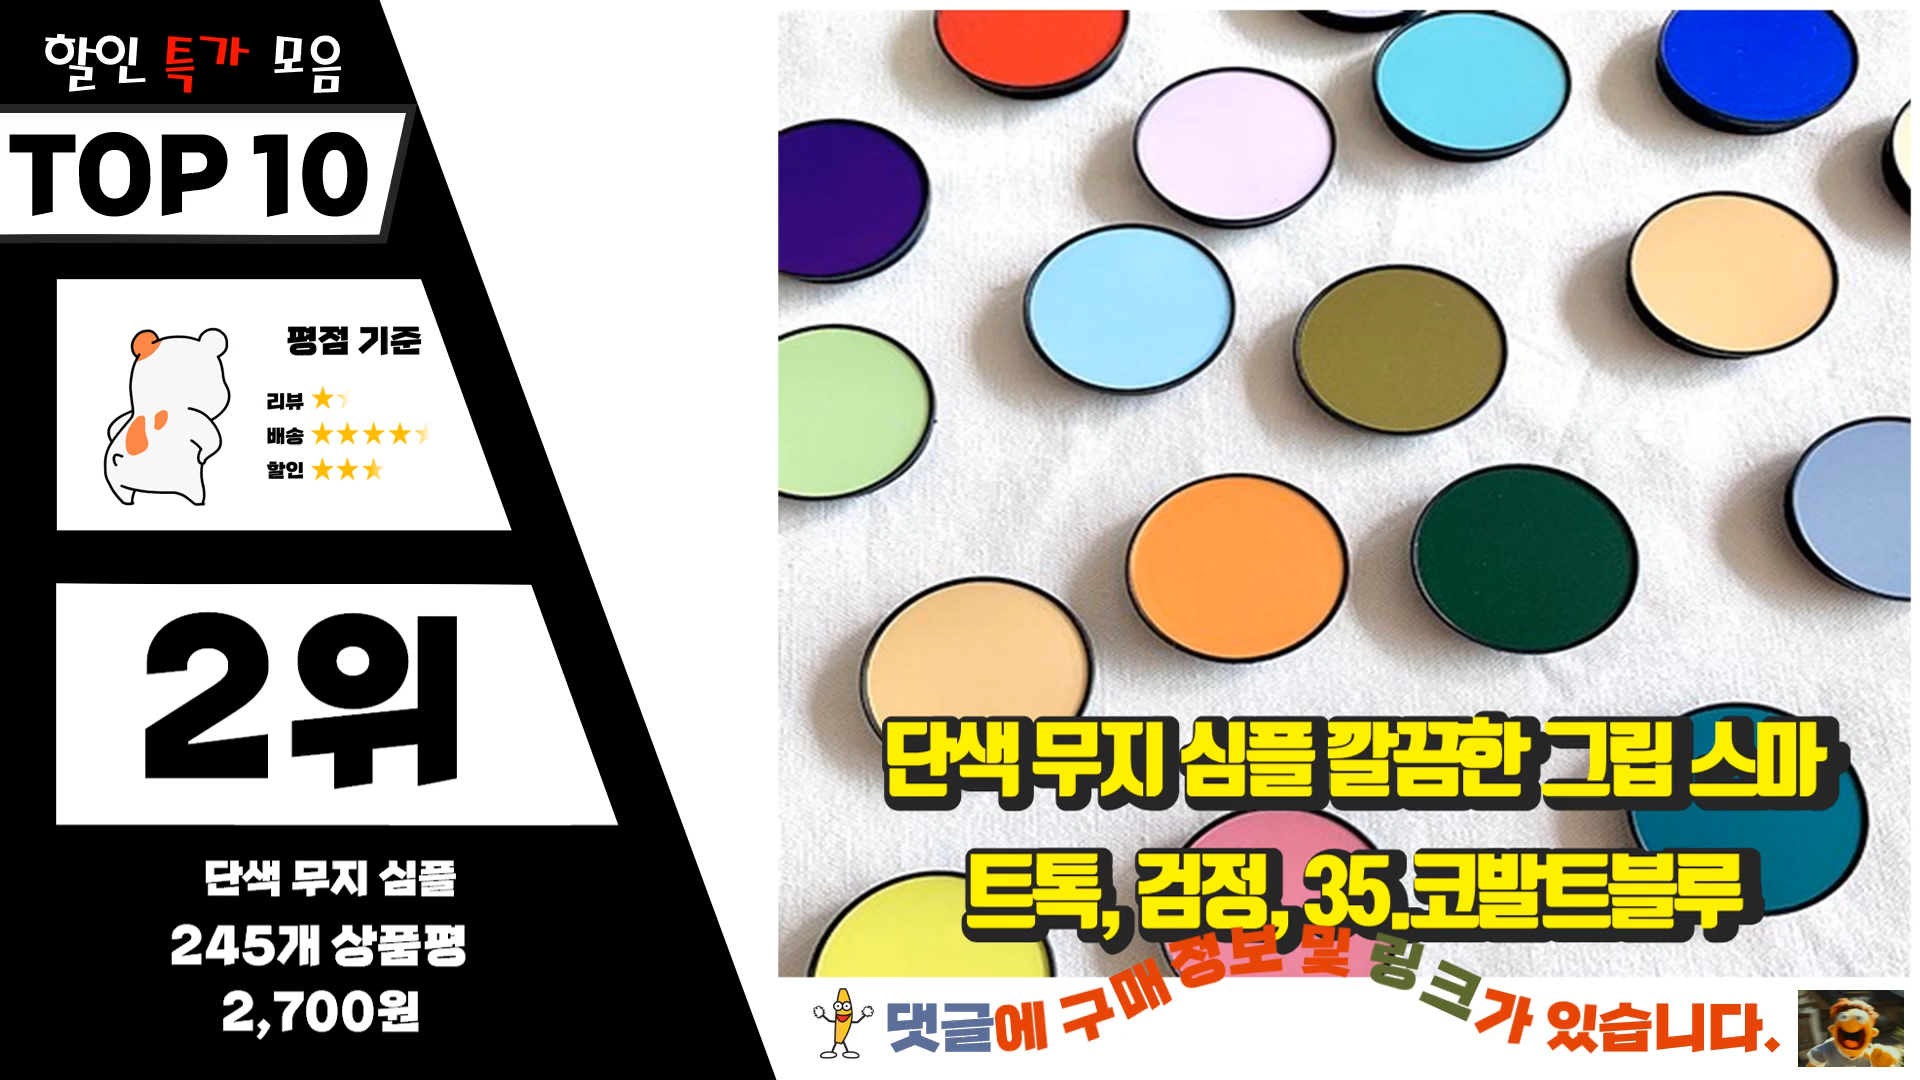 할인 특가 모음
TOP 10
평점 기준
리뷰
배송
할인
2위
단색 무지 심플
245개 상품평
2,700원
단색 무지 심플 깔끔한 그립 스마
트톡, 검정, 35.코발트블루
댓글에 구매 정보 및 링크가 있습니다.